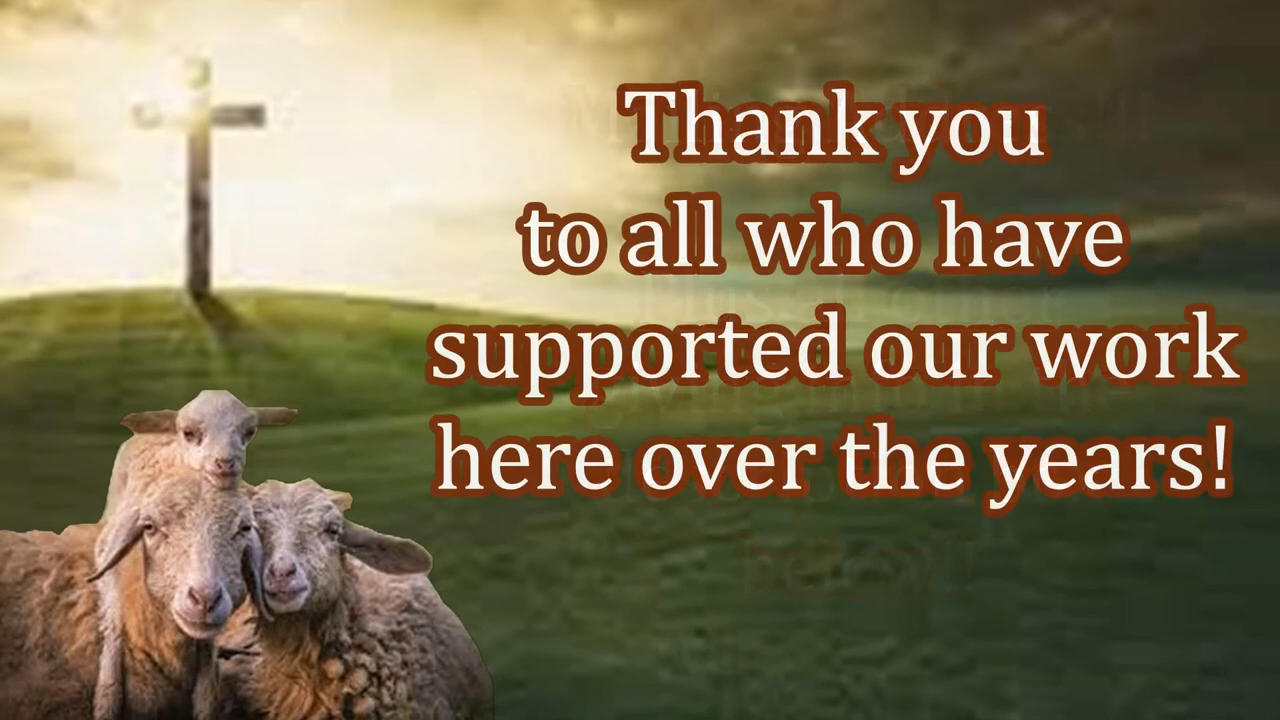 Thank you
to all who have
supported our work
here over the years!